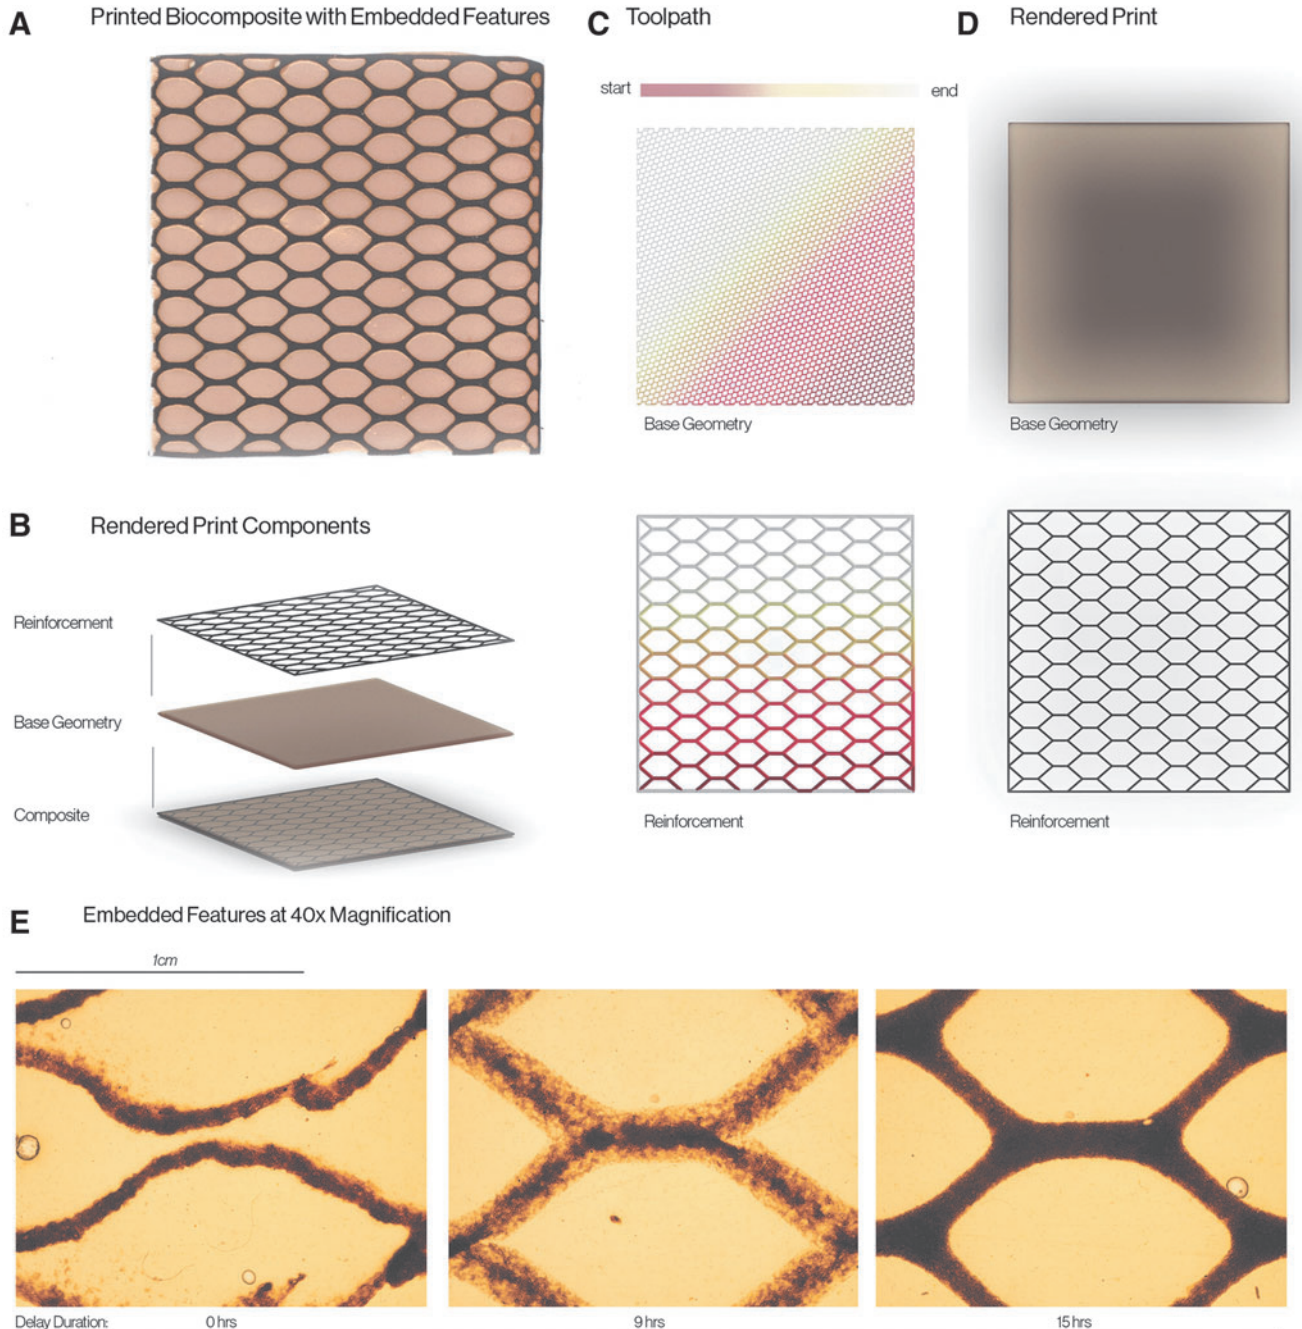 A Printed Biocomposite with Embedded Features
C Toolpath
D Rendered Print
start
end
Base Geometry
Base Geometry
B Rendered Print Components
Reinforcement
Base Geometry
Composite
Reinforcement
Reinforcement
E Embedded Features at 40x Magnification
1cm
Delay Duration: 0 hrs 9 hrs 15 hrs